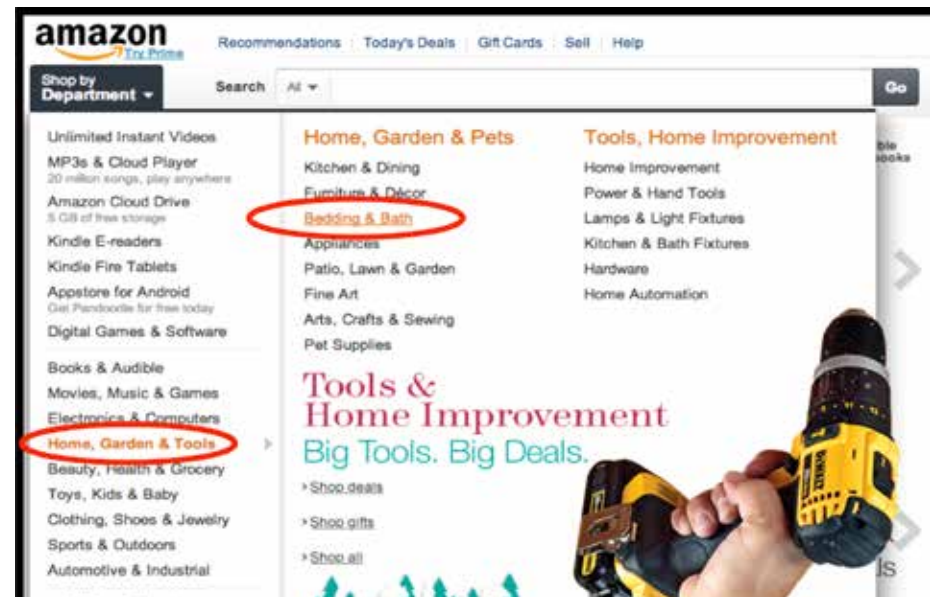 amazon
Try Prime
Recommendations
Today's Deals
Gift Cards
Sell
Help
Shop by
Department
Search
All
Go
Unlimited Instant Videos
MP3s & Cloud Player
20 million songs, play anywhere
Amazon Cloud Drive
5 GB of free storage
Kindle E-readers
Kindle Fire Tablets
Appstore for Android
Get Pandoodle for free today
Digital Games & Software
Books & Audible
Movies, Music & Games
Electronics & Computers
Home, Garden & Tools
Beauty, Health & Grocery
Toys, Kids & Baby
Clothing, Shoes & Jewelry
Sports & Outdoors
Automotive & Industrial
Home, Garden & Pets
Kitchen & Dining
Furniture & Décor
Bedding & Bath
Appliances
Patio, Lawn & Garden
Fine Art
Arts, Crafts & Sewing
Pet Supplies
Tools, Home Improvement
Home Improvement
Power & Hand Tools
Lamps & Light Fixtures
Kitchen & Bath Fixtures
Hardware
Home Automation
Tools &
Home Improvement
Big Tools. Big Deals.
Shop deals
Shop gifts
Shop all
DEWALT